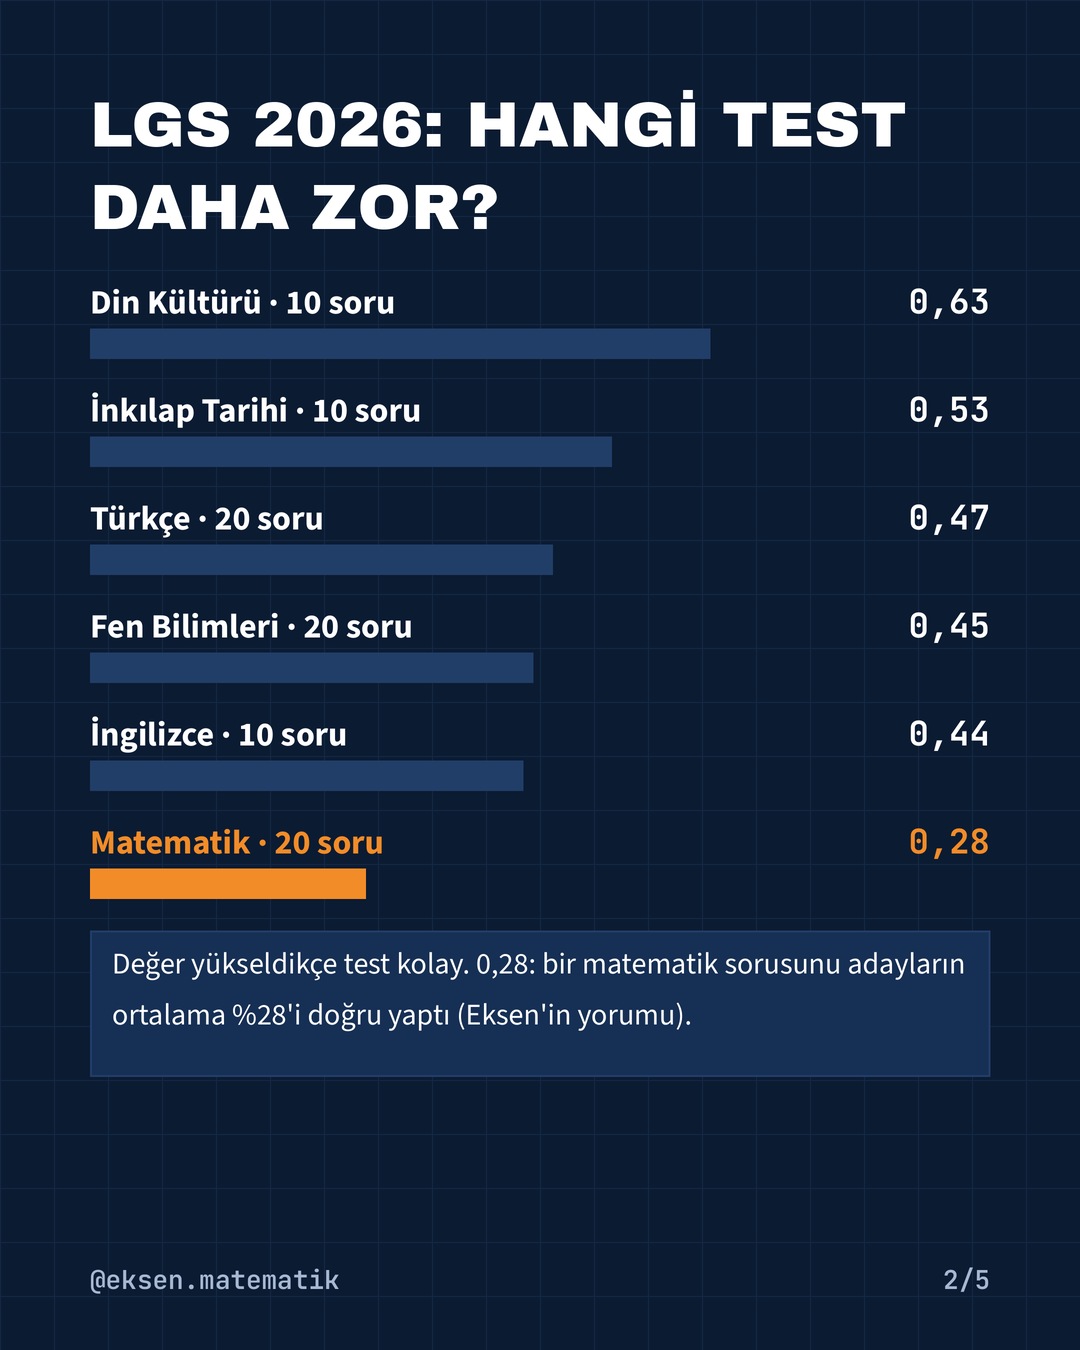 LGS 2026: HANGİ TEST
DAHA ZOR?
Din Kültürü · 10 soru 0,63
İnkılap Tarihi · 10 soru 0,53
Türkçe · 20 soru 0,47
Fen Bilimleri · 20 soru 0,45
İngilizce · 10 soru 0,44
Matematik · 20 soru 0,28
Değer yükseldikçe test kolay. 0,28: bir matematik sorusunu adayların
ortalama %28'i doğru yaptı (Eksen'in yorumu).
@eksen.matematik 2/5